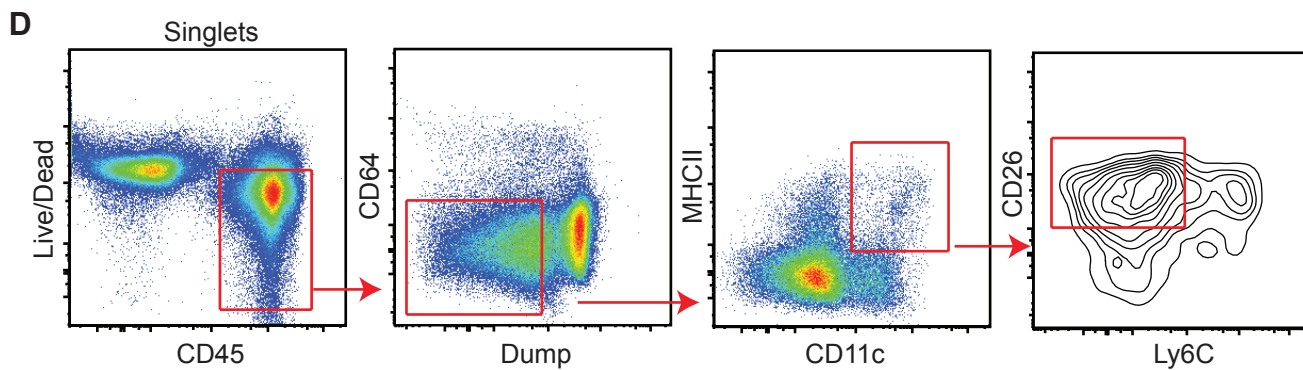 D
Singlets
Live/Dead
CD45
CD64
Dump
MHCII
CD11c
CD26
Ly6C